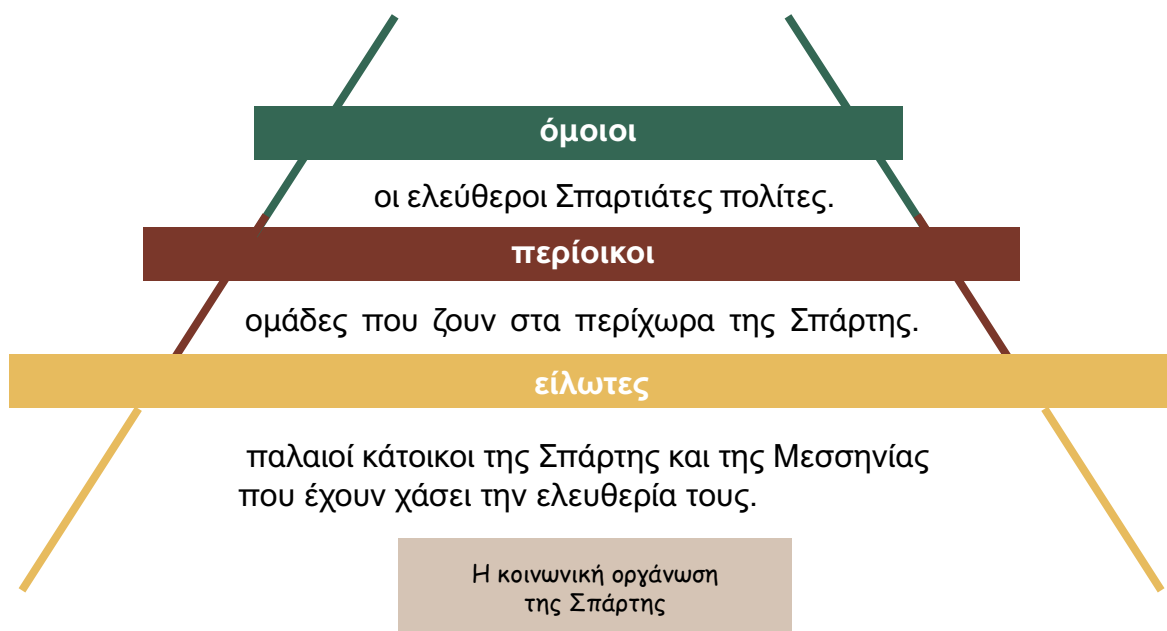 όμοιοι
οι ελεύθεροι Σπαρτιάτες πολίτες.
περίοικοι
ομάδες που ζουν στα περίχωρα της Σπάρτης.
είλωτες
παλαιοί κάτοικοι της Σπάρτης και της Μεσσηνίας
που έχουν χάσει την ελευθερία τους.
Η κοινωνική οργάνωση
της Σπάρτης